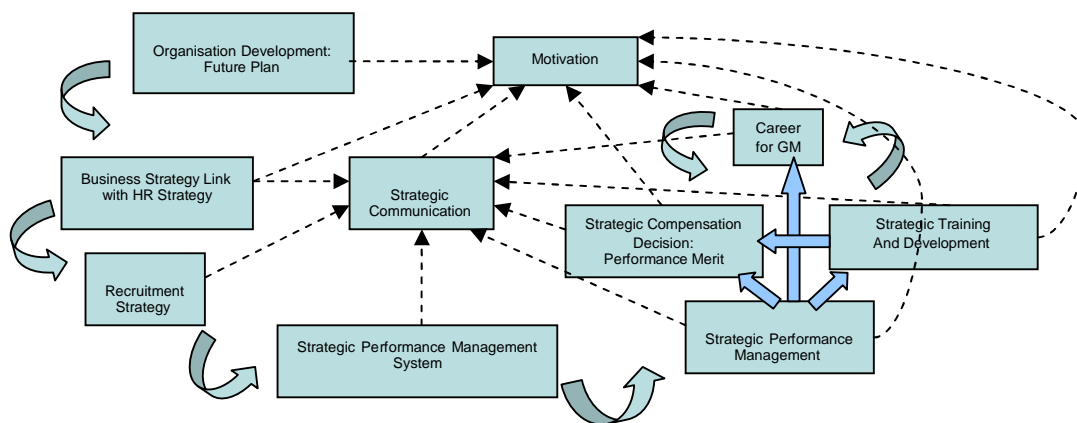 Organisation Development:
Future Plan
Motivation
Career
for GM
Business Strategy Link
with HR Strategy
Strategic
Communication
Strategic Compensation
Decision:
Performance Merit
Strategic Training
And Development
Recruitment
Strategy
Strategic Performance Management
System
Strategic Performance
Management